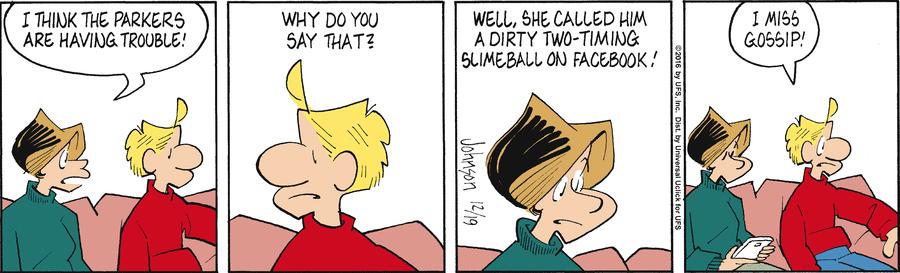 I THINK THE PARKERS
ARE HAVING TROUBLE!
WHY DO YOU
SAY THAT?
WELL, SHE CALLED HIM
A DIRTY TWO-TIMING
SLIMEBALL ON FACEBOOK!
Johnson 12/19
©2016 by UFS, Inc. Dist. by Universal Uclick for UFS
I MISS
GOSSIP!